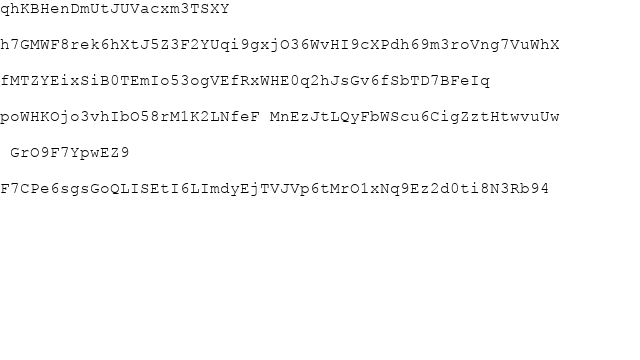 qhKBHenDmUtJUVacxm3TSXY
h7GMWF8rek6hXtJ5Z3F2YUqi9gxjO36WvHI9cXPdh69m3roVng7VuWhX
fMTZYEixSiB0TEmIo53ogVEfRxWHE0q2hJsGv6fSbTD7BFeIq
poWHKOjo3vhIbO58rM1K2LNfeF MnEzJtLQyFbWScu6CigZztHtwvuUw
GrO9F7YpwEZ9
F7CPe6sgsGoQLISEtI6LImdyEjTVJVp6tMrO1xNq9Ez2d0ti8N3Rb94